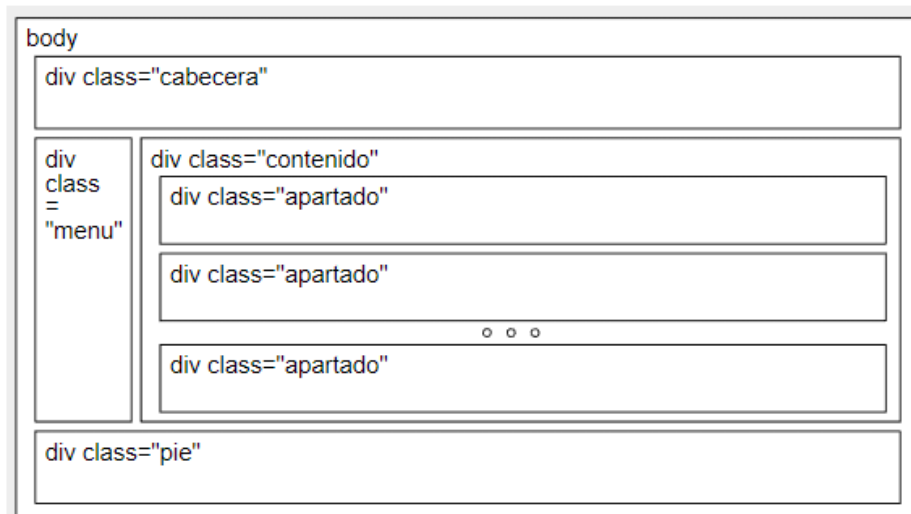 body
div class="cabecera"
div
class
=
"menu"
div class="contenido"
div class="apartado"
div class="apartado"
div class="apartado"
div class="pie"